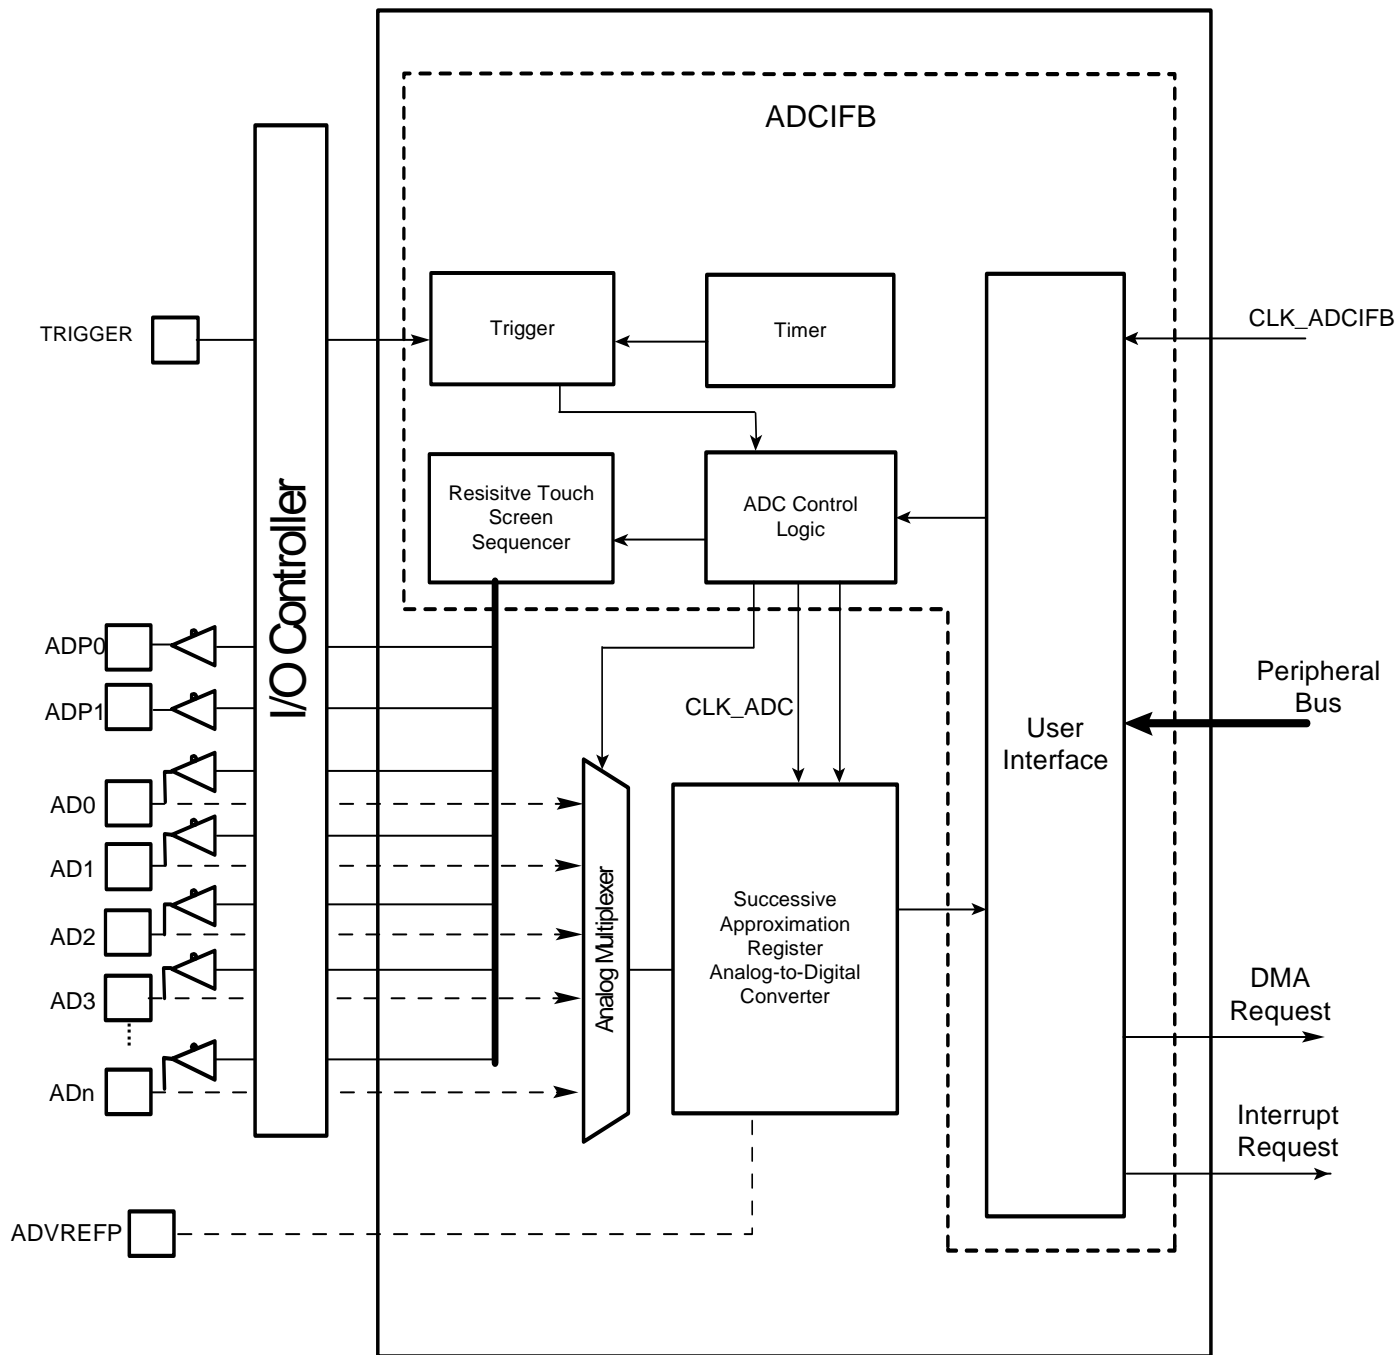 ADCIFB
TRIGGER
Trigger
Timer
CLK_ADCIFB
I/O Controller
Resisitve Touch
Screen
Sequencer
ADC Control
Logic
ADP0
ADP1
CLK_ADC
User
Interface
Peripheral
Bus
AD0
AD1
AD2
AD3
ADn
Analog Multiplexer
Successive
Approximation
Register
Analog-to-Digital
Converter
DMA
Request
Interrupt
Request
ADVREFP